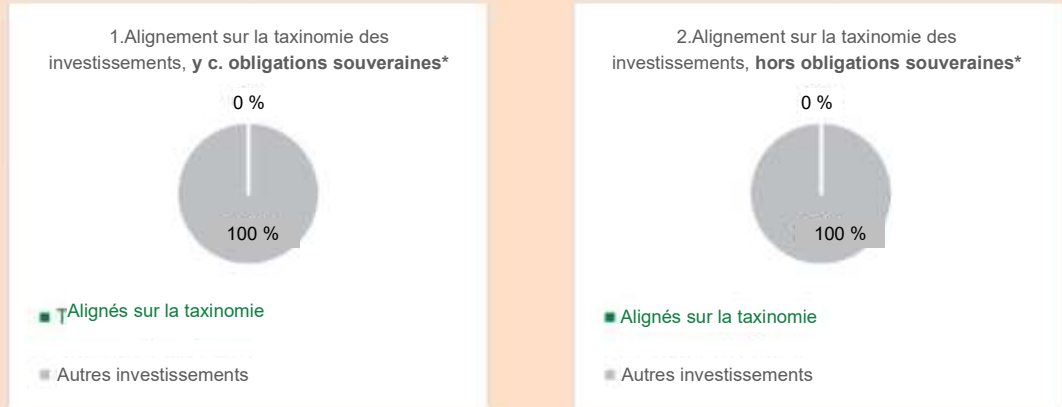 1.Alignement sur la taxinomie des
investissements, y c. obligations souveraines*
0 %
100 %
Alignés sur la taxinomie
Autres investissements
2.Alignement sur la taxinomie des
investissements, hors obligations souveraines*
0 %
100 %
Alignés sur la taxinomie
Autres investissements